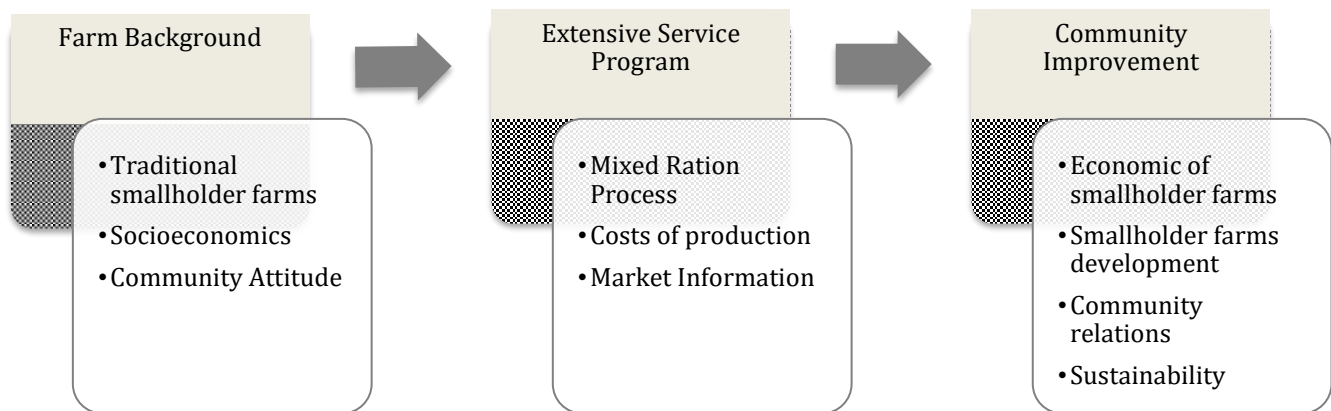 Farm Background
•Traditional
smallholder farms
•Socioeconomics
•Community Attitude
Extensive Service
Program
•Mixed Ration
Process
•Costs of production
•Market Information
Community
Improvement
•Economic of
smallholder farms
•Smallholder farms
development
•Community
relations
•Sustainability